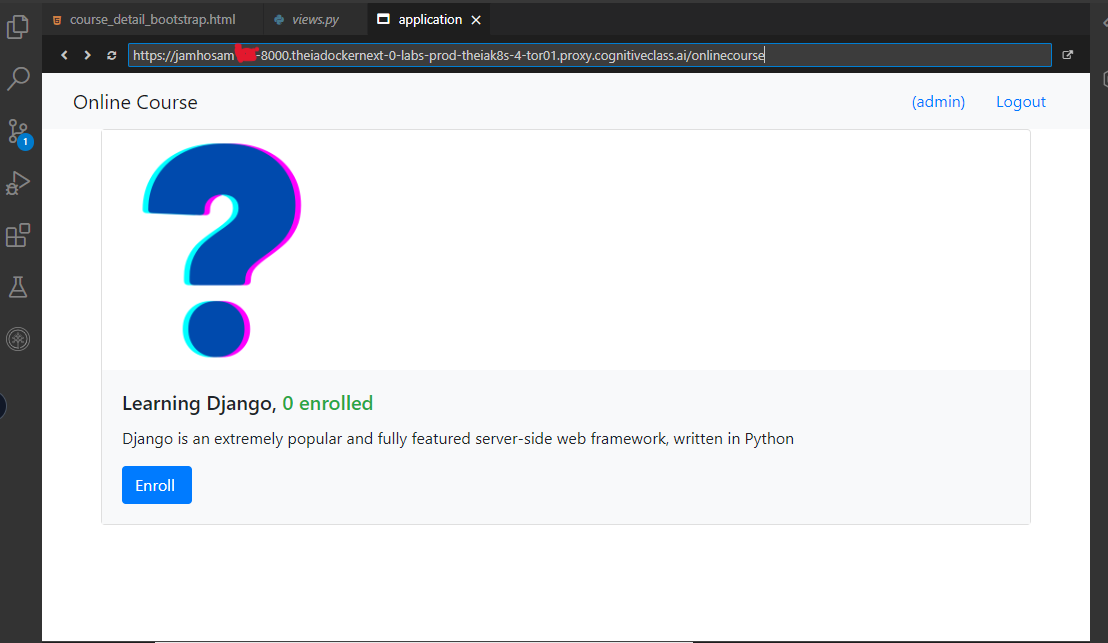 course_detail_bootstrap.html views.py application
https://jamhosam -8000.theiadockernext-0-labs-prod-theiak8s-4-tor01.proxy.cognitiveclass.ai/onlinecourse
Online Course (admin) Logout
1
?
Learning Django, 0 enrolled
Django is an extremely popular and fully featured server-side web framework, written in Python
Enroll